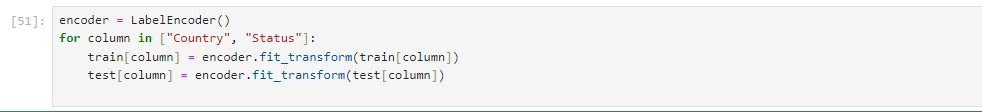 [51]: encoder = LabelEncoder()
for column in ["Country", "Status"]:
    train[column] = encoder.fit_transform(train[column])
    test[column] = encoder.fit_transform(test[column])